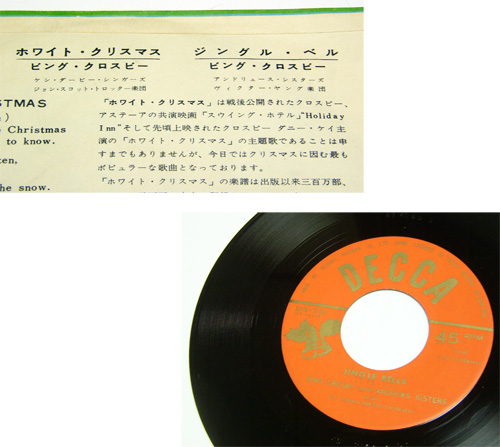 ホワイト・クリスマス
ビング・クロスビー
ケン・ダービー・シンガーズ
ジョン・スコット・トロッター楽団
ジングル・ベル
ビング・クロスビー
アンドリュース・シスターズ
ヴィクター・ヤング楽団
STMAS
e Christmas
to know.
ten,
he snow.
「ホワイト・クリスマス」は戦後公開されたクロスビー、
アステーアの共演映画「スウイング・ホテル」"Holiday
Inn"そして先頃上映されたクロスビー ダニー・ケイ主
演の「ホワイト・クリスマス」の主題歌であることは申
すまでもありませんが、今日ではクリスマスに因む最も
ポピュラーな歌曲となっております。
「ホワイト・クリスマス」の楽譜は出版以来三百万部、
DECCA
45
JINGLE BELLS
SISTERS